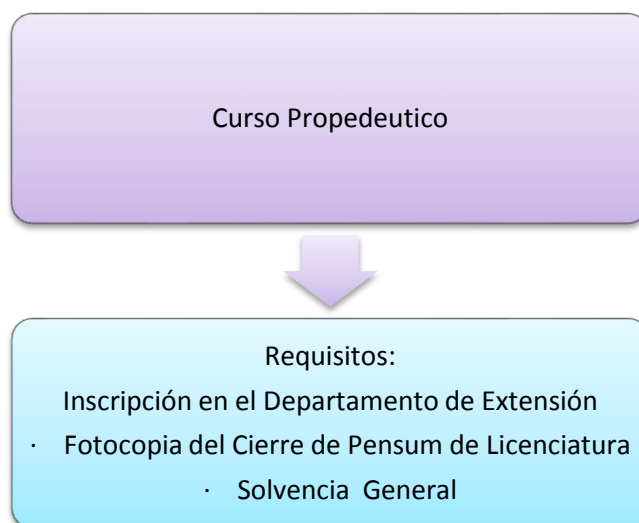 Curso Propedeutico
Requisitos:
Inscripción en el Departamento de Extensión
· Fotocopia del Cierre de Pensum de Licenciatura
· Solvencia General